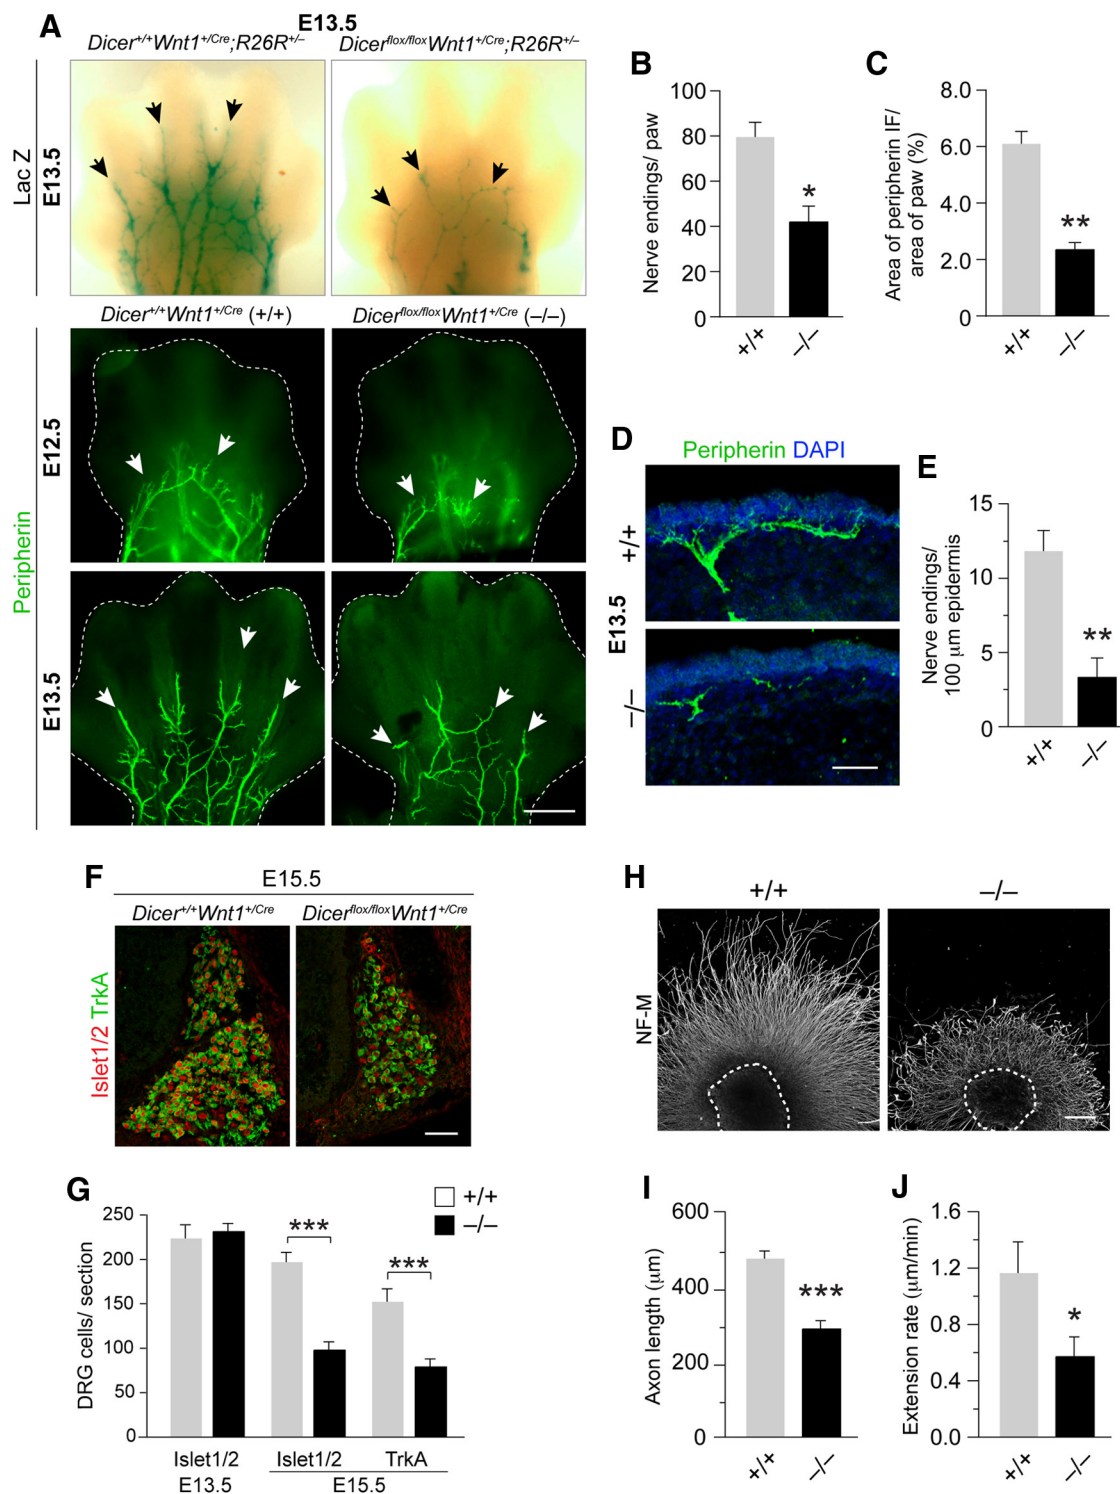 A
E13.5
Dicer+/+Wnt1+/Cre;R26R+/–
Dicerflox/floxWnt1+/Cre;R26R+/–
Lac Z
E13.5
Dicer+/+Wnt1+/Cre (+/+)
Dicerflox/floxWnt1+/Cre (–/–)
Peripherin
E12.5
E13.5
B
Nerve endings/ paw
100
80
60
40
20
0
*
+/+
–/–
C
Area of peripherin IF/
area of paw (%)
8.0
6.0
4.0
2.0
0
**
+/+
–/–
D
Peripherin DAPI
E13.5
+/+
–/–
E
Nerve endings/
100 μm epidermis
15
10
5
0
**
+/+
–/–
F
E15.5
Dicer+/+Wnt1+/Cre
Dicerflox/floxWnt1+/Cre
Islet1/2 TrkA
G
+/+
–/–
DRG cells/ section
250
200
150
100
50
0
***
***
Islet1/2
Islet1/2
TrkA
E13.5
E15.5
H
+/+
–/–
NF-M
I
Axon length (μm)
600
400
200
0
***
+/+
–/–
J
Extension rate (μm/min)
1.6
1.2
0.8
0.4
0.0
*
+/+
–/–